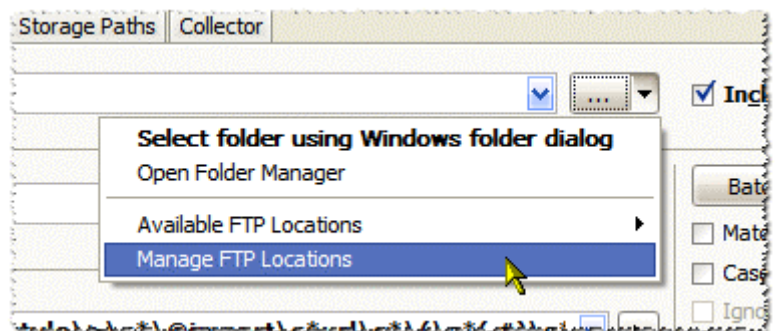 Storage Paths Collector
...
Select folder using Windows folder dialog
Open Folder Manager
Available FTP Locations
Manage FTP Locations